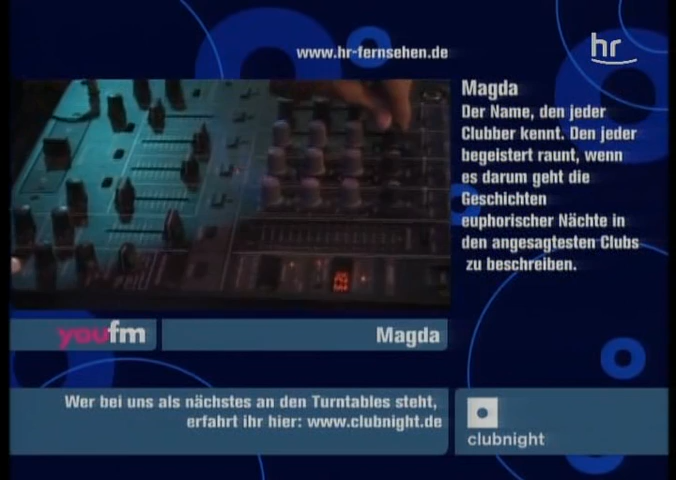 www.hr-fernsehen.de
hr
Magda
Der Name, den jeder
Clubber kennt. Den jeder
begeistert raunt, wenn
es darum geht die
Geschichten
euphorischer Nächte in
den angesagtesten Clubs
zu beschreiben.
youfm
Magda
Wer bei uns als nächstes an den Turntables steht,
erfahrt ihr hier: www.clubnight.de
clubnight